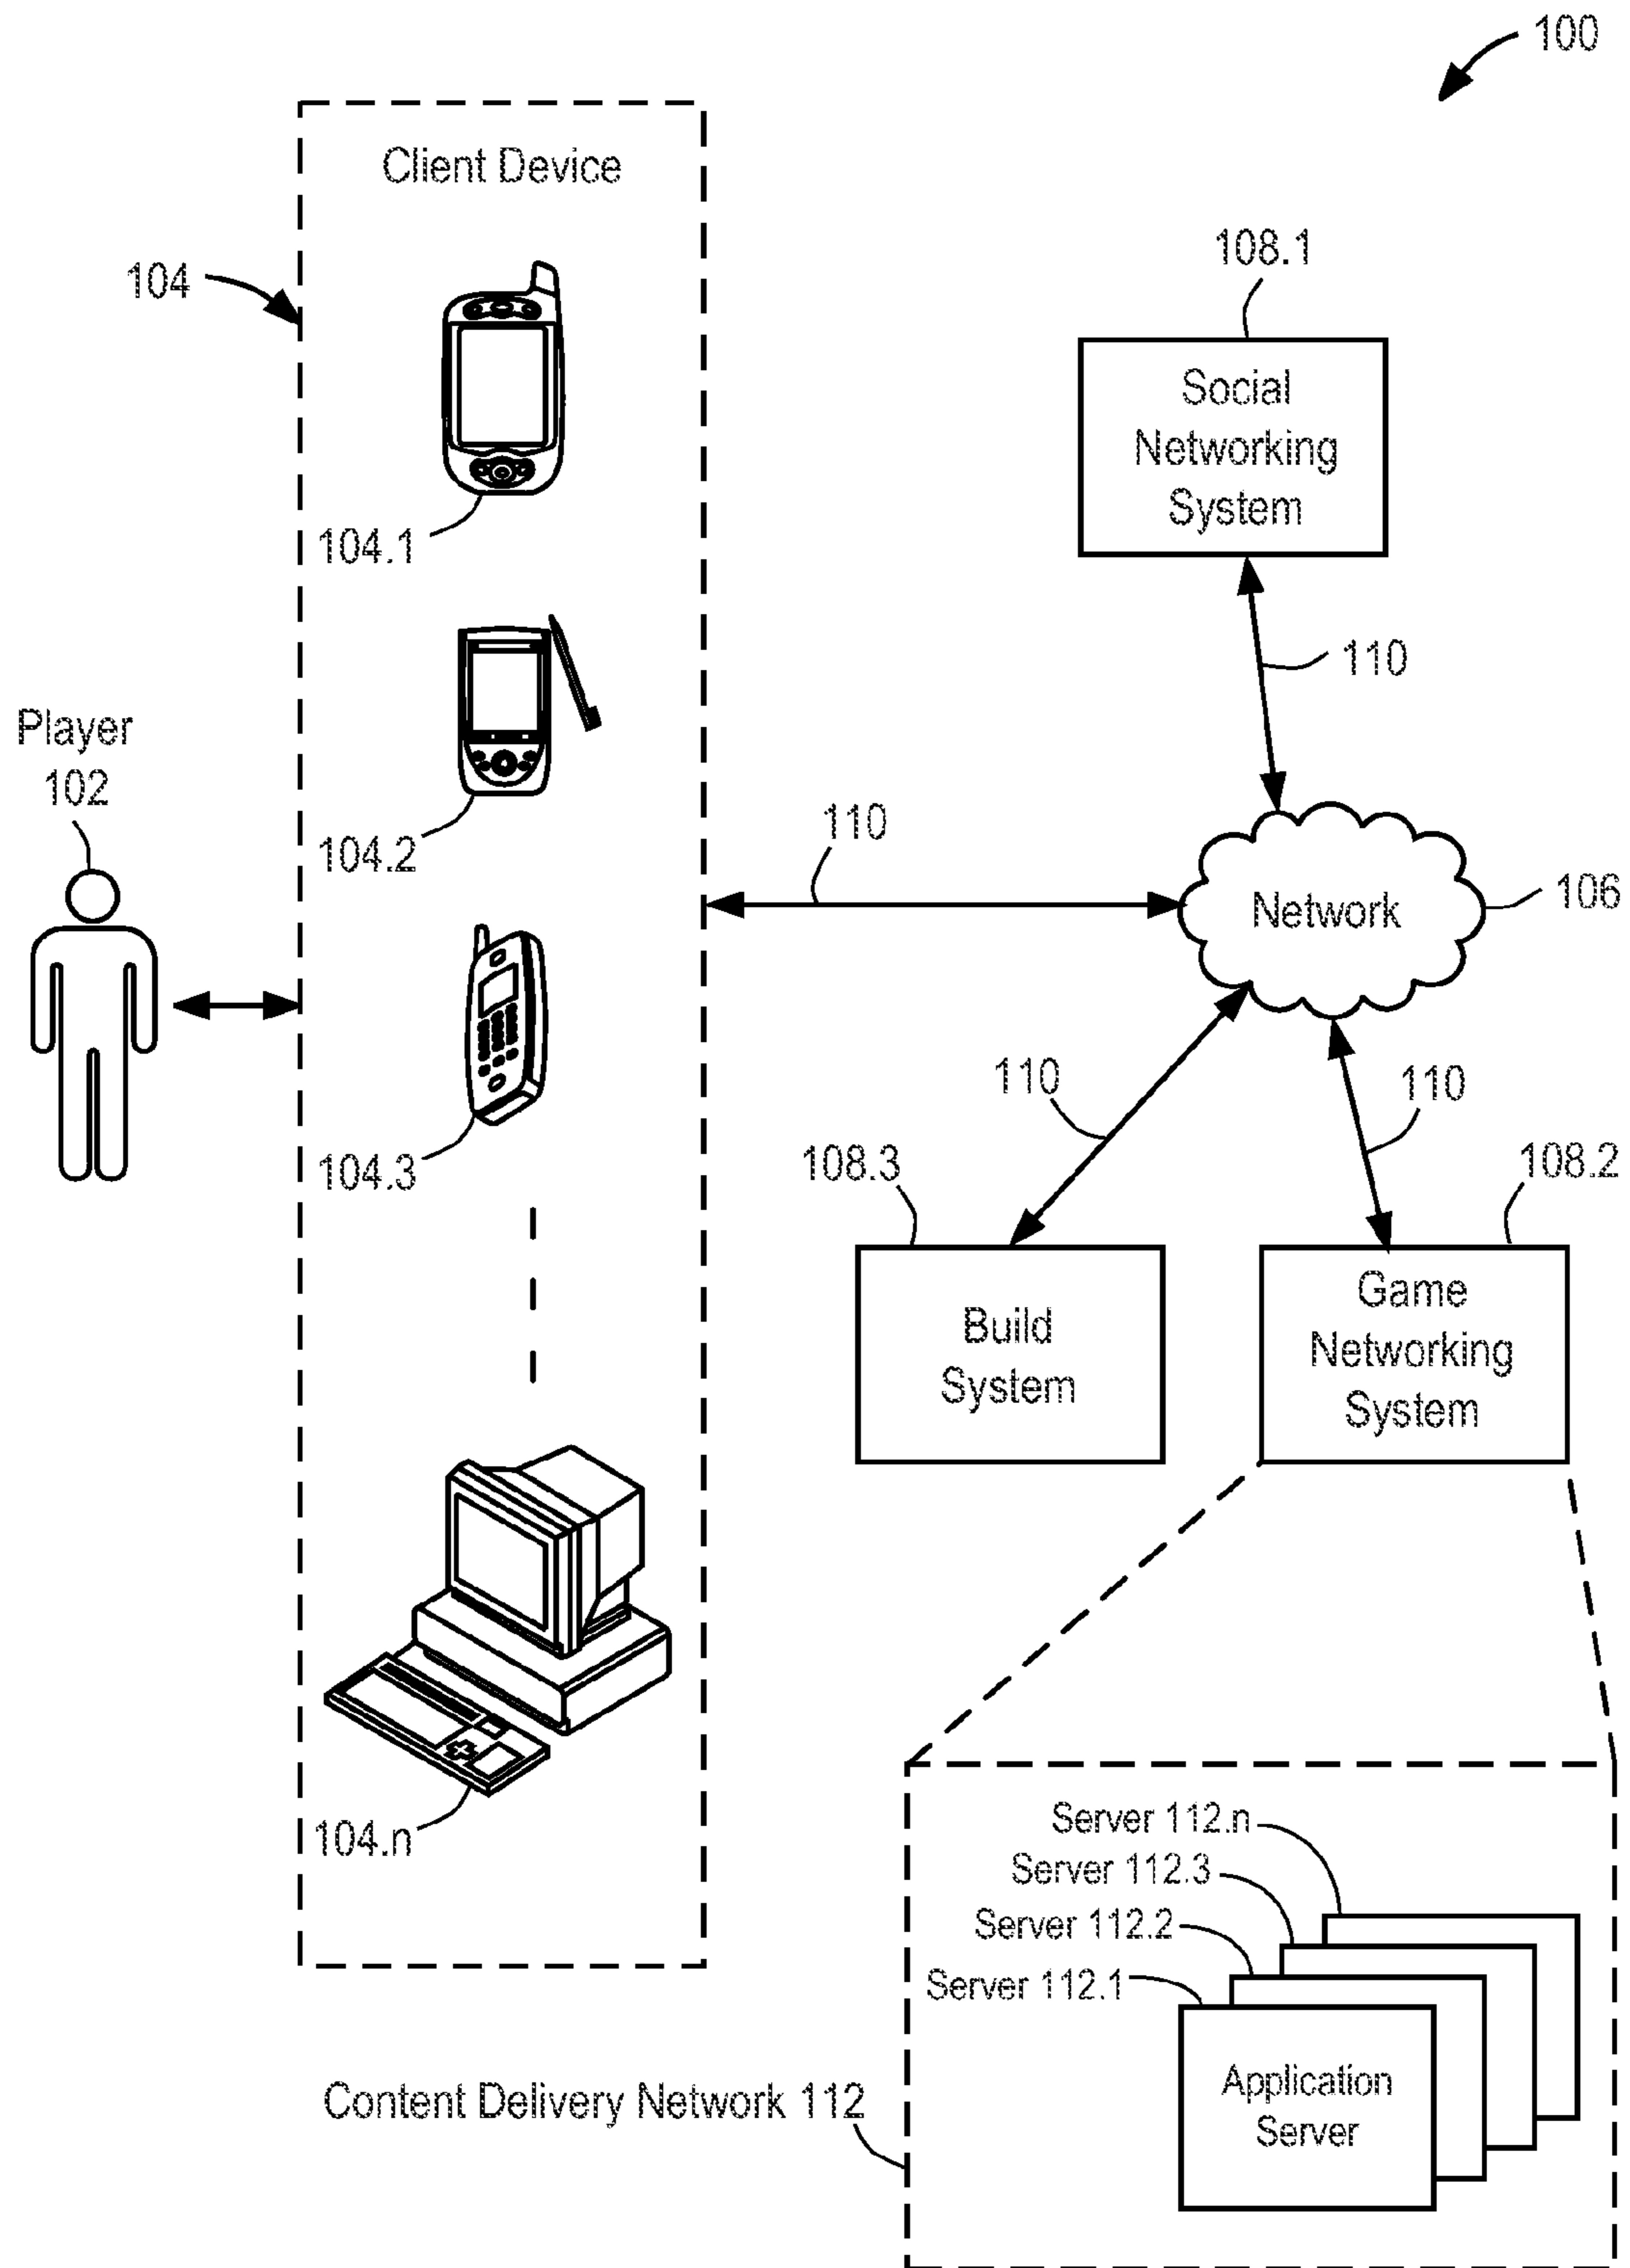 100
Client Device
104
104.1
104.2
104.3
104.n
Player
102
108.1
Social
Networking
System
110
110
Network
106
110
110
108.3
108.2
Build
System
Game
Networking
System
Server 112.n
Server 112.3
Server 112.2
Server 112.1
Application
Server
Content Delivery Network 112